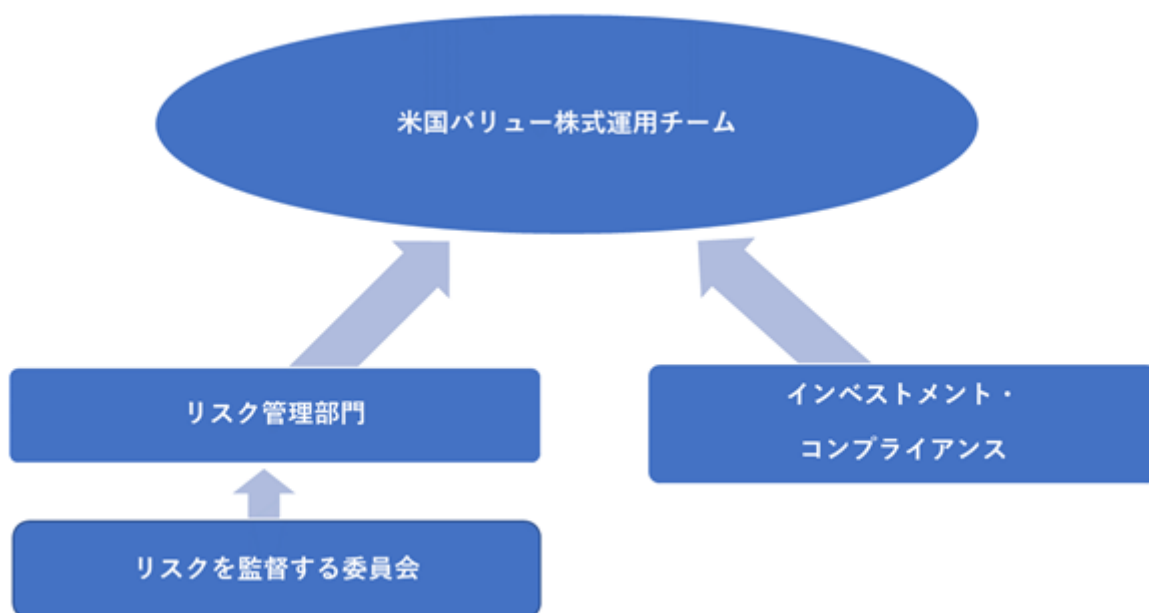 米国バリュー株式運用チーム
リスク管理部門
インベストメント・
コンプライアンス
リスクを監督する委員会